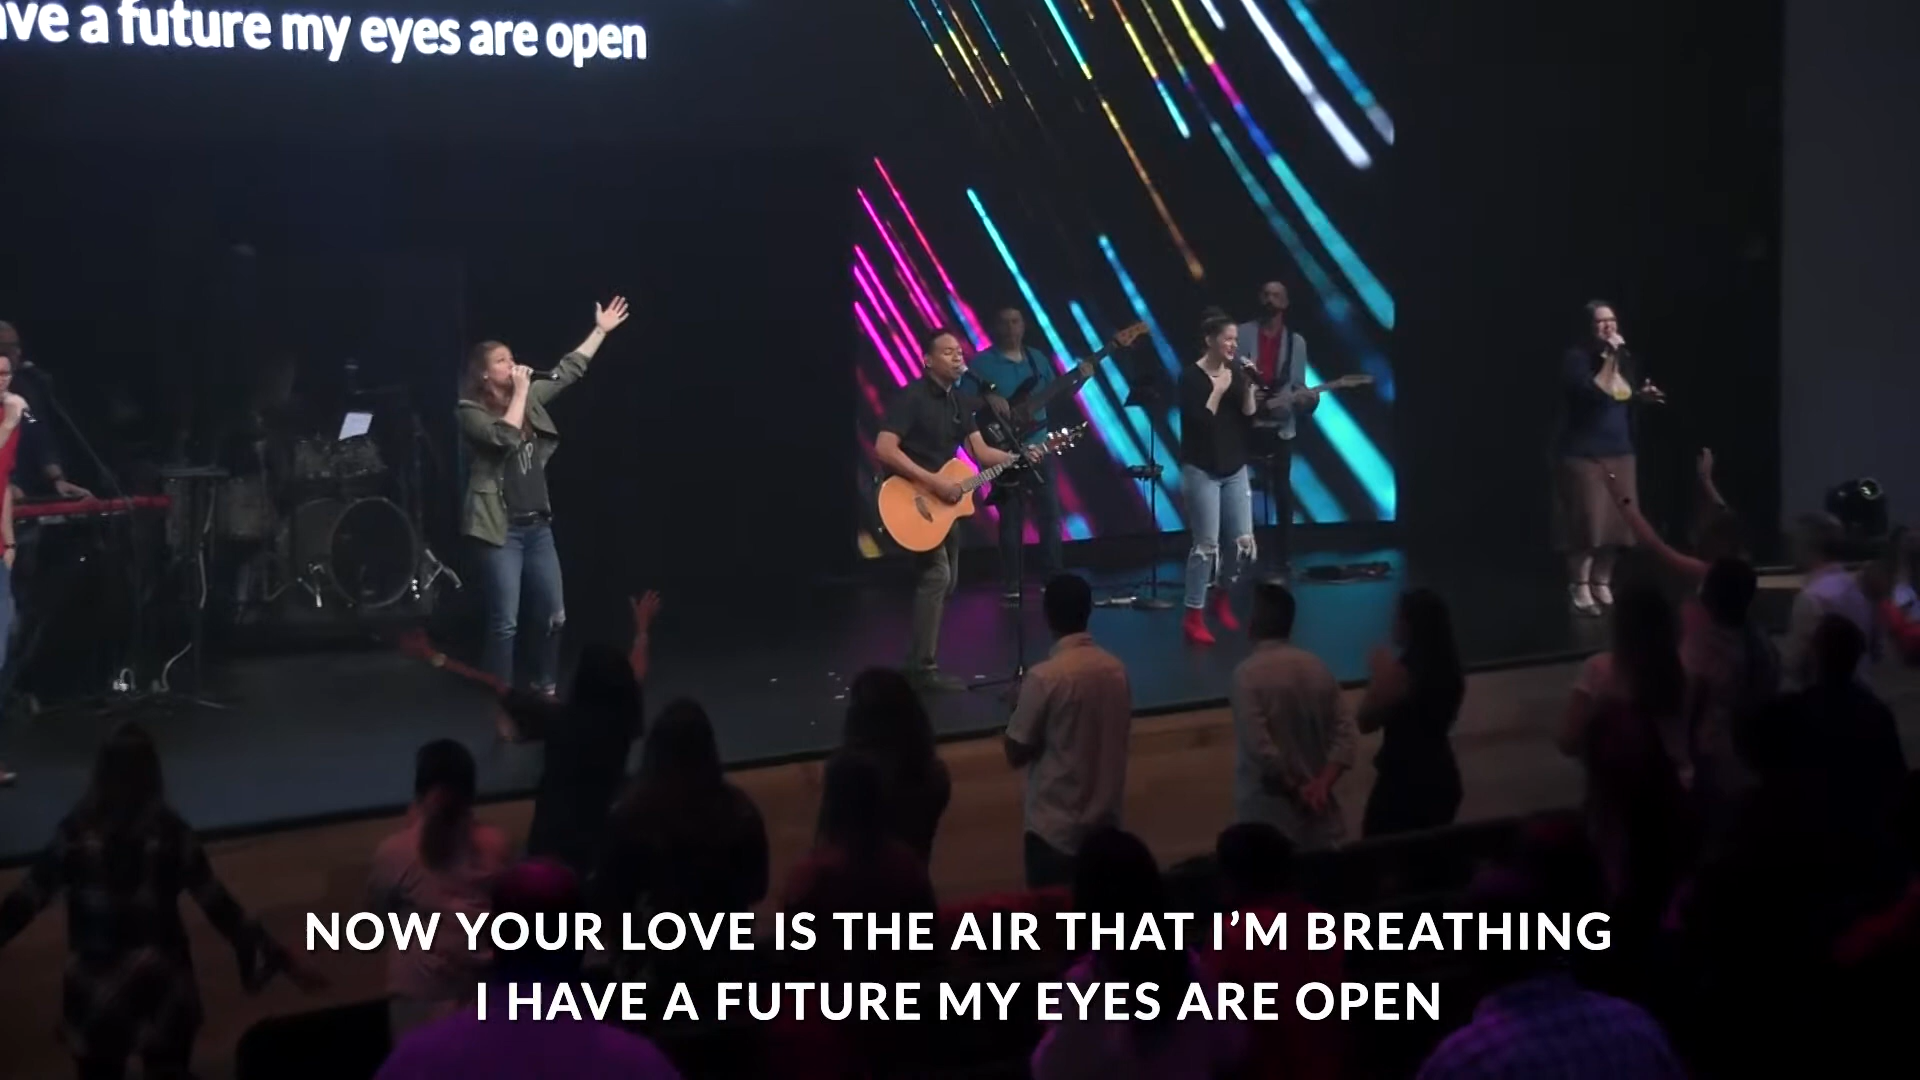 ve a future my eyes are open
UP
NOW YOUR LOVE IS THE AIR THAT I’M BREATHING
I HAVE A FUTURE MY EYES ARE OPEN